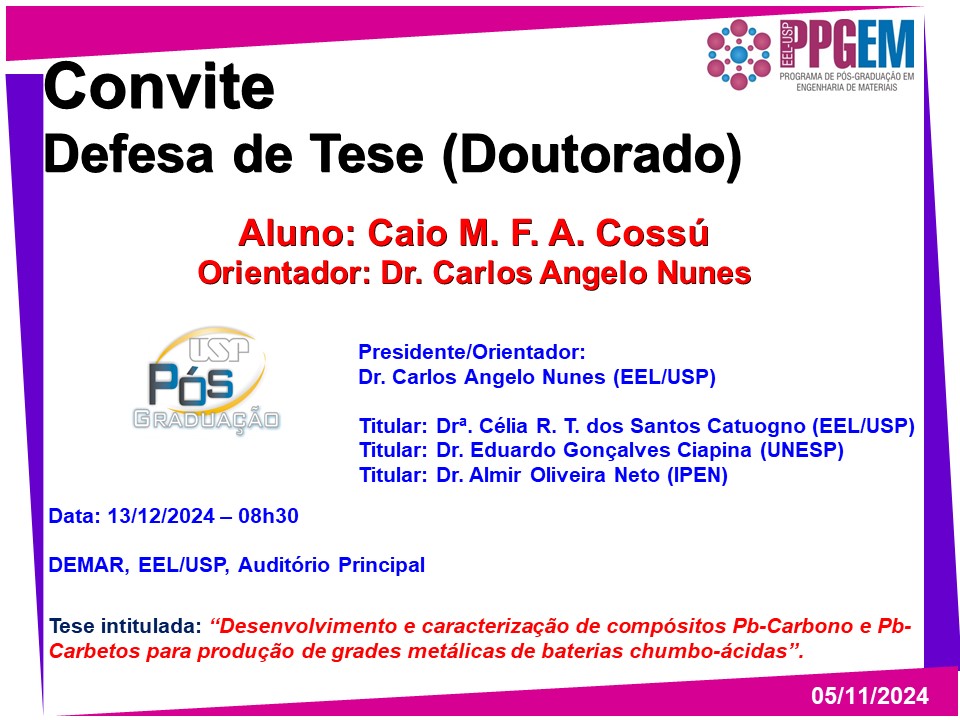 EEL-USP
PPGEM
PROGRAMA DE PÓS-GRADUAÇÃO EM
ENGENHARIA DE MATERIAIS
Convite
Defesa de Tese (Doutorado)
Aluno: Caio M. F. A. Cossú
Orientador: Dr. Carlos Angelo Nunes
USP
Pós
GRADUAÇÃO
Presidente/Orientador:
Dr. Carlos Angelo Nunes (EEL/USP)
Titular: Drª. Célia R. T. dos Santos Catuogno (EEL/USP)
Titular: Dr. Eduardo Gonçalves Ciapina (UNESP)
Titular: Dr. Almir Oliveira Neto (IPEN)
Data: 13/12/2024 – 08h30
DEMAR, EEL/USP, Auditório Principal
Tese intitulada: “Desenvolvimento e caracterização de compósitos Pb-Carbono e Pb-
Carbetos para produção de grades metálicas de baterias chumbo-ácidas”.
05/11/2024